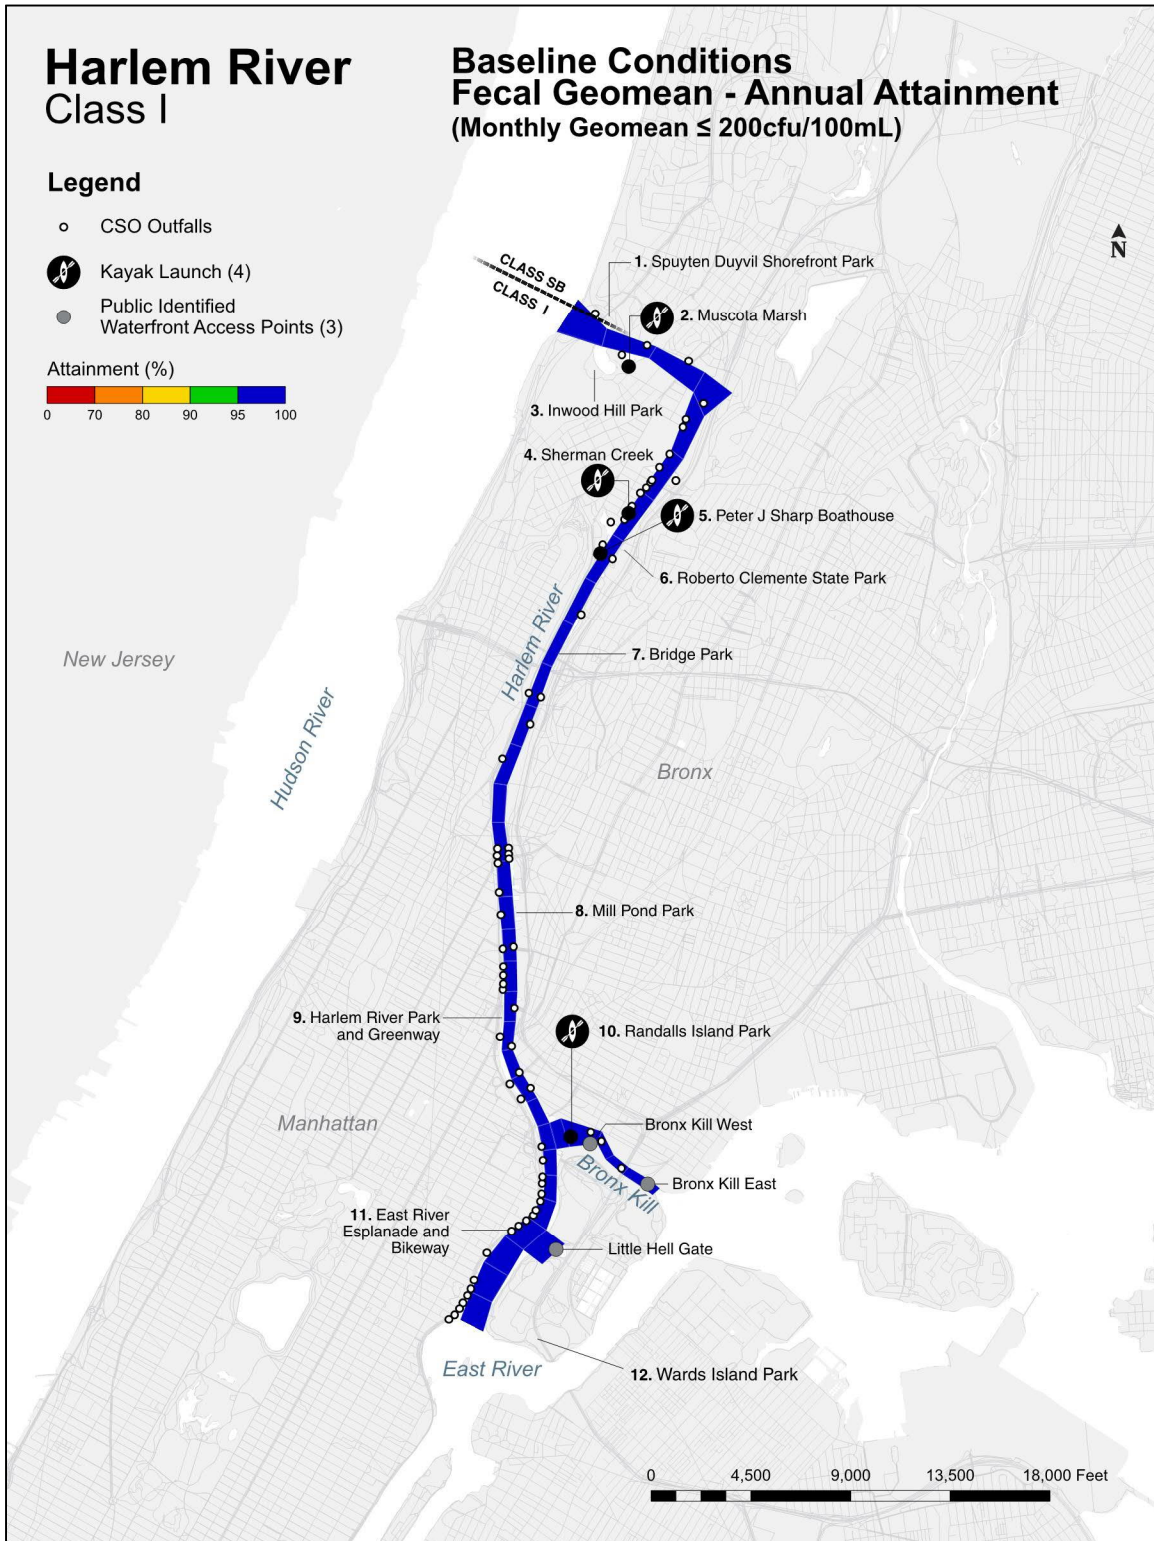 Harlem River
Class I
Baseline Conditions
Fecal Geomean - Annual Attainment
(Monthly Geomean ≤ 200cfu/100mL)
Legend
CSO Outfalls
Kayak Launch (4)
Public Identified
Waterfront Access Points (3)
Attainment (%)
0 70 80 90 95 100
N
CLASS SB
CLASS I
1. Spuyten Duyvil Shorefront Park
2. Muscota Marsh
3. Inwood Hill Park
4. Sherman Creek
5. Peter J Sharp Boathouse
6. Roberto Clemente State Park
Harlem River
7. Bridge Park
New Jersey
Hudson River
Bronx
8. Mill Pond Park
9. Harlem River Park
and Greenway
10. Randalls Island Park
Manhattan
Bronx Kill West
Bronx Kill
Bronx Kill East
11. East River
Esplanade and
Bikeway
Little Hell Gate
East River
12. Wards Island Park
0 4,500 9,000 13,500 18,000 Feet